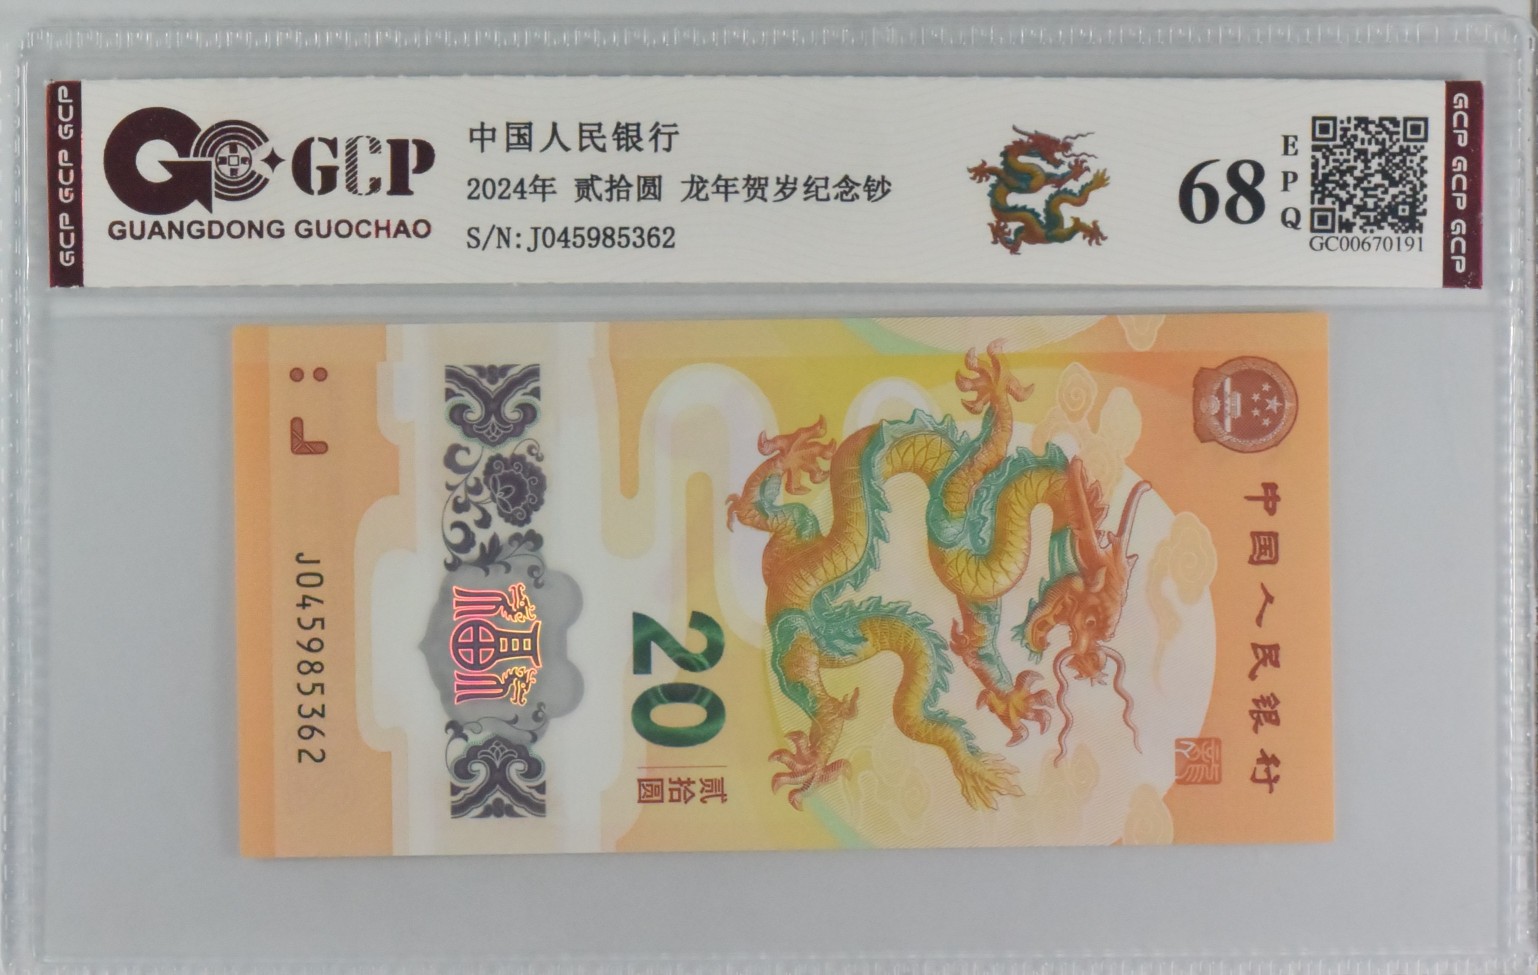 GCP GCP GCP
GCP
GUANGDONG GUOCHAO
中国人民银行
2024年 贰拾圆 龙年贺岁纪念钞
S/N:J045985362
68
EPQ
GC00670191
GCP GCP GCP
中国人民银行
20
贰拾圆
J045985362